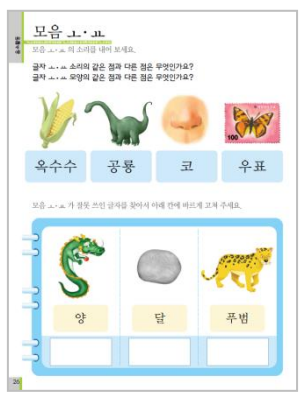 모음 ㅗ·ㅛ
모음 ㅗ·ㅛ 의 소리를 내어 보세요.
글자 ㅗ·ㅛ 소리의 같은 점과 다른 점은 무엇인가요?
글자 ㅗ·ㅛ 모양의 같은 점과 다른 점은 무엇인가요?
100
옥수수 공룡 코 우표
모음 ㅗ·ㅛ 가 잘못 쓰인 글자를 찾아서 아래 칸에 바르게 고쳐 주세요.
양 달 푸범
26